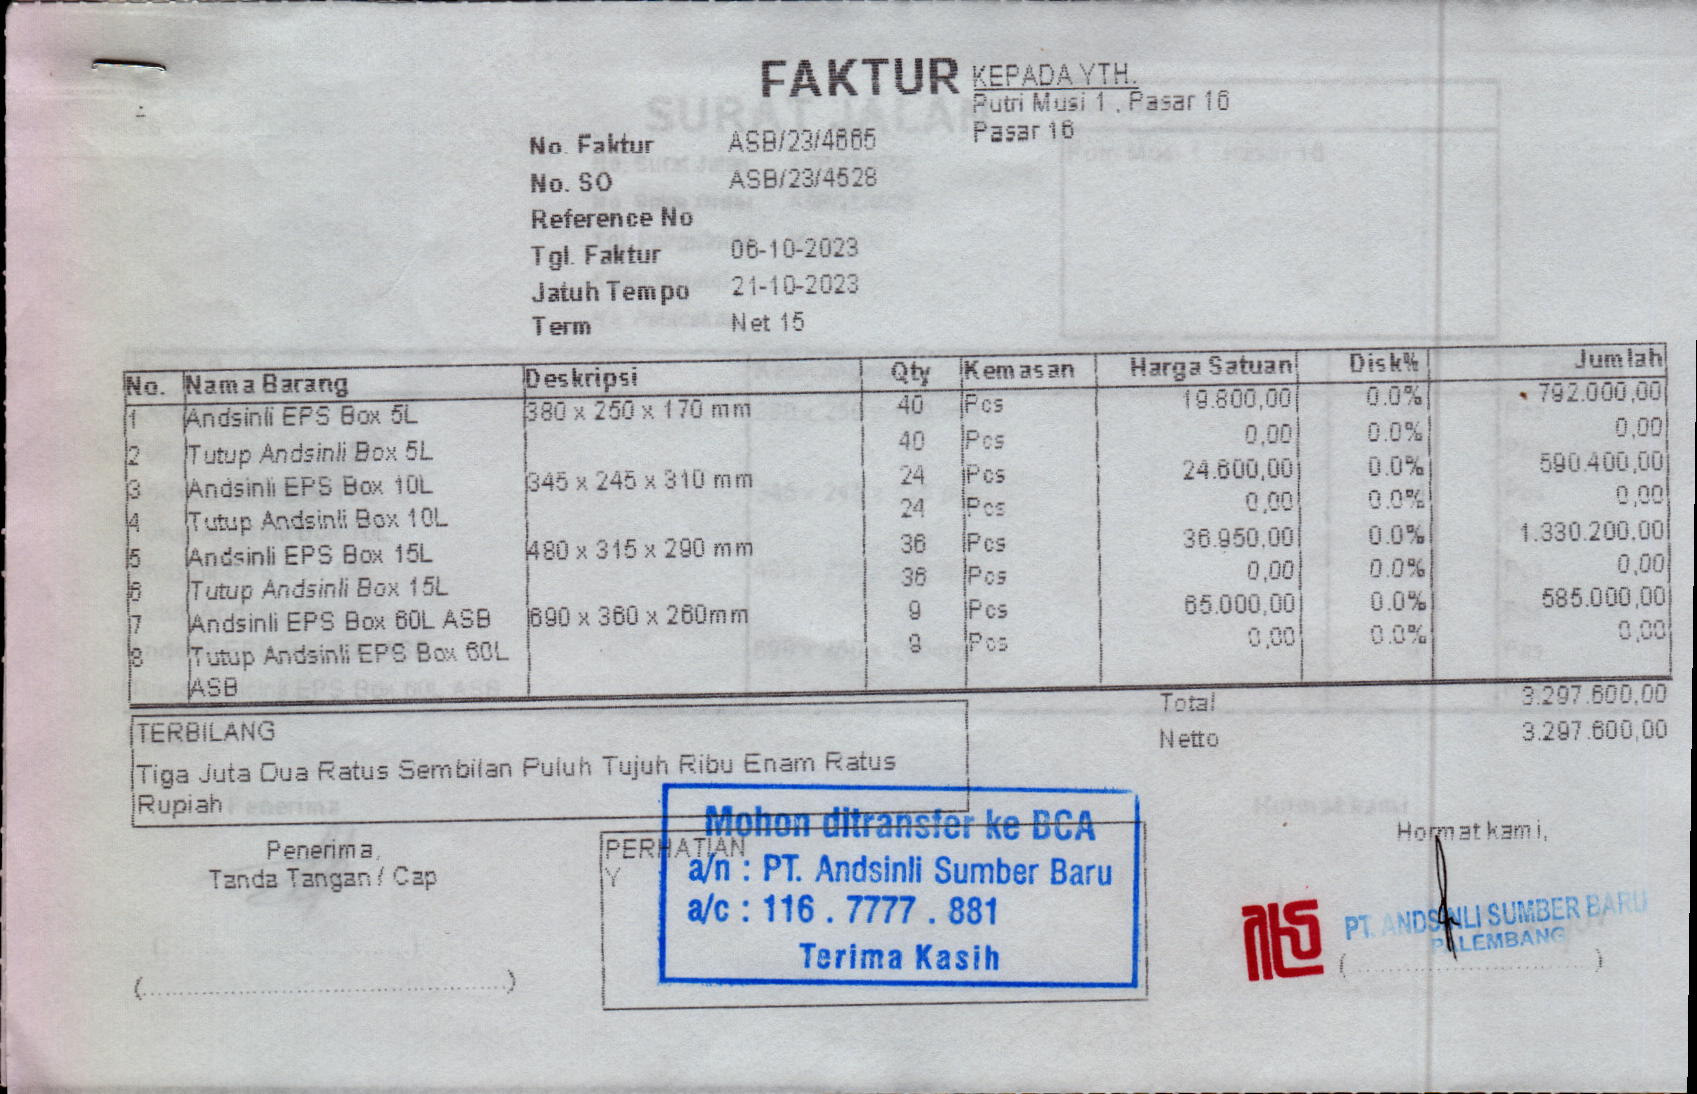 FAKTUR
KEPADA YTH.
Putri Musi 1 , Pasar 16
Pasar 16
No. Faktur ASB/23/4665
No. SO ASB/23/4528
Reference No
Tgl. Faktur 06-10-2023
Jatuh Tempo 21-10-2023
Term Net 15
No. Nama Barang Deskripsi Qty Kemasan Harga Satuan Disk% Jumlah
1 Andsinli EPS Box 5L 380 x 250 x 170 mm 40 Pcs 19.800,00 0.0% 792.000,00
2 Tutup Andsinli Box 5L 40 Pcs 0,00 0.0% 0,00
3 Andsinli EPS Box 10L 345 x 245 x 310 mm 24 Pcs 24.600,00 0.0% 590.400,00
4 Tutup Andsinli Box 10L 24 Pcs 0,00 0.0% 0,00
5 Andsinli EPS Box 15L 480 x 315 x 290 mm 36 Pcs 36.950,00 0.0% 1.330.200,00
6 Tutup Andsinli Box 15L 36 Pcs 0,00 0.0% 0,00
7 Andsinli EPS Box 60L ASB 690 x 360 x 260mm 9 Pcs 65.000,00 0.0% 585.000,00
8 Tutup Andsinli EPS Box 60L 9 Pcs 0,00 0.0% 0,00
ASB
Total 3.297.600,00
Netto 3.297.600,00
TERBILANG
Tiga Juta Dua Ratus Sembilan Puluh Tujuh Ribu Enam Ratus
Rupiah
Penerima,
Tanda Tangan / Cap
(..........................................)
PERHATIAN
Y
Mohon ditransfer ke BCA
a/n : PT. Andsinli Sumber Baru
a/c : 116 . 7777 . 881
Terima Kasih
Hormat kami,
PT. ANDSINLI SUMBER BARU
PALEMBANG
(..........................................)